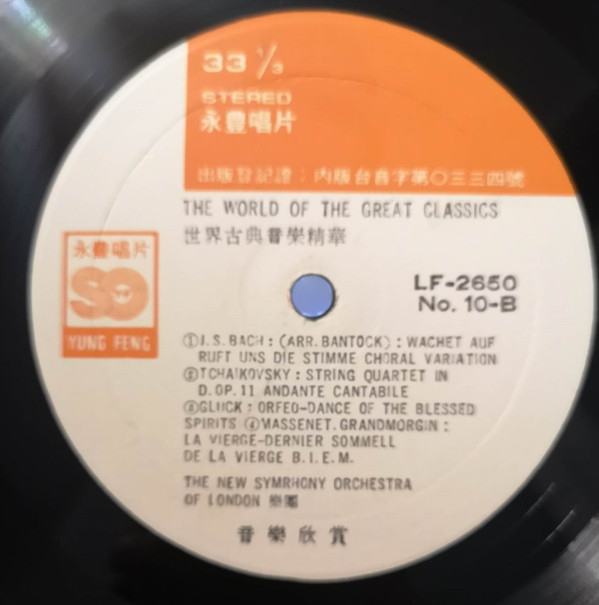 33 1/3
STEREO
永豐唱片
出版登記證：內版台音字第〇三三四號
THE WORLD OF THE GREAT CLASSICS
世界古典音樂精華
永豐唱片
YUNG FENG
LF-2650
No. 10-B
①J.S.BACH : (ARR.BANTOCK) : WACHET AUF
RUFT UNS DIE STIMME CHORAL VARIATION
②TCHAIKOVSKY : STRING QUARTET IN
D.OP.11 ANDANTE CANTABILE
③GLUCK : ORFEO-DANCE OF THE BLESSED
SPIRITS ④MASSENET.GRANDMORGIN :
LA VIERGE-DERNIER SOMMELL
DE LA VIERGE B.I.E.M.
THE NEW SYMRHONY ORCHESTRA
OF LONDON 樂團
音樂欣賞